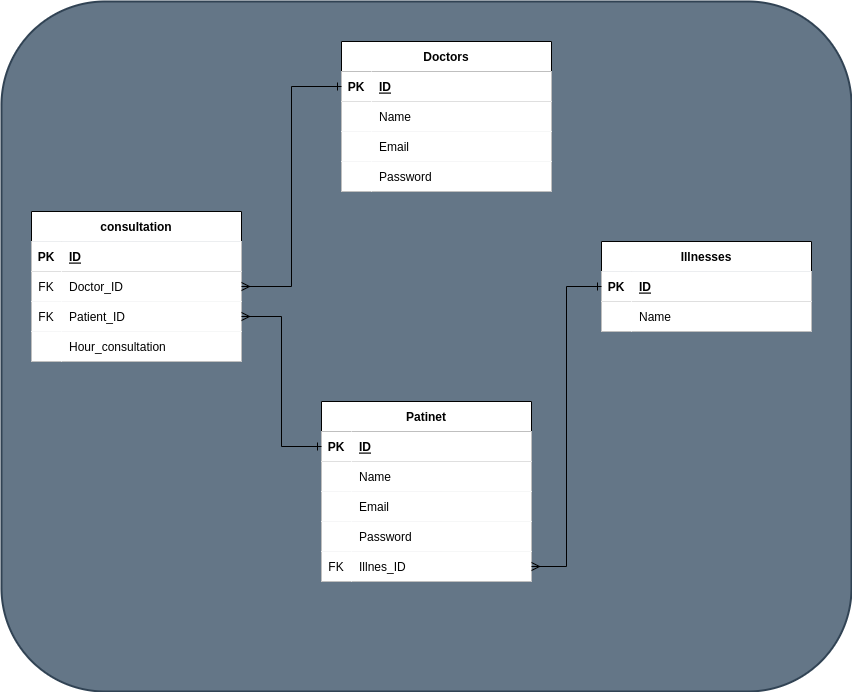 Doctors
PK ID
Name
Email
Password
consultation
PK ID
FK Doctor_ID
FK Patient_ID
Hour_consultation
Illnesses
PK ID
Name
Patinet
PK ID
Name
Email
Password
FK Illnes_ID